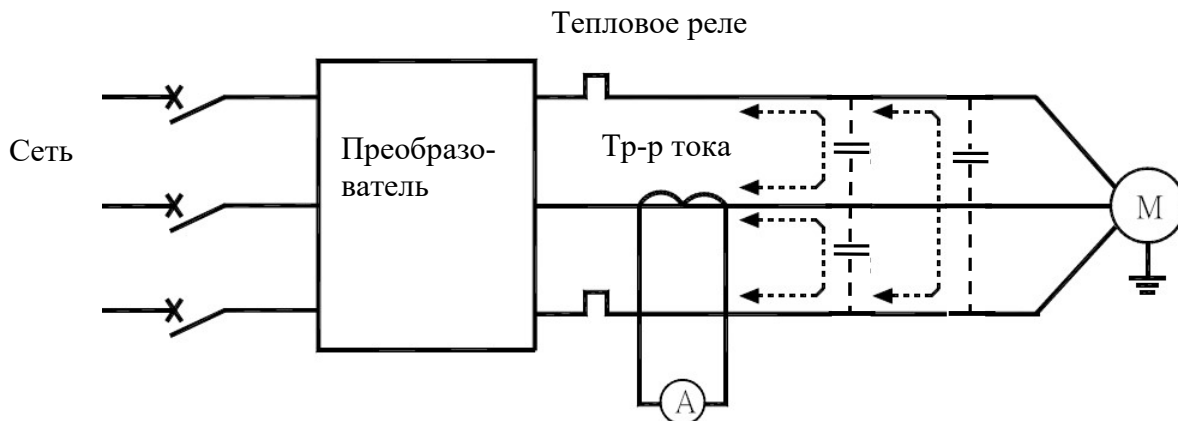 Тепловое реле
Сеть
Преобразо-
ватель
Тр-р тока
М
А